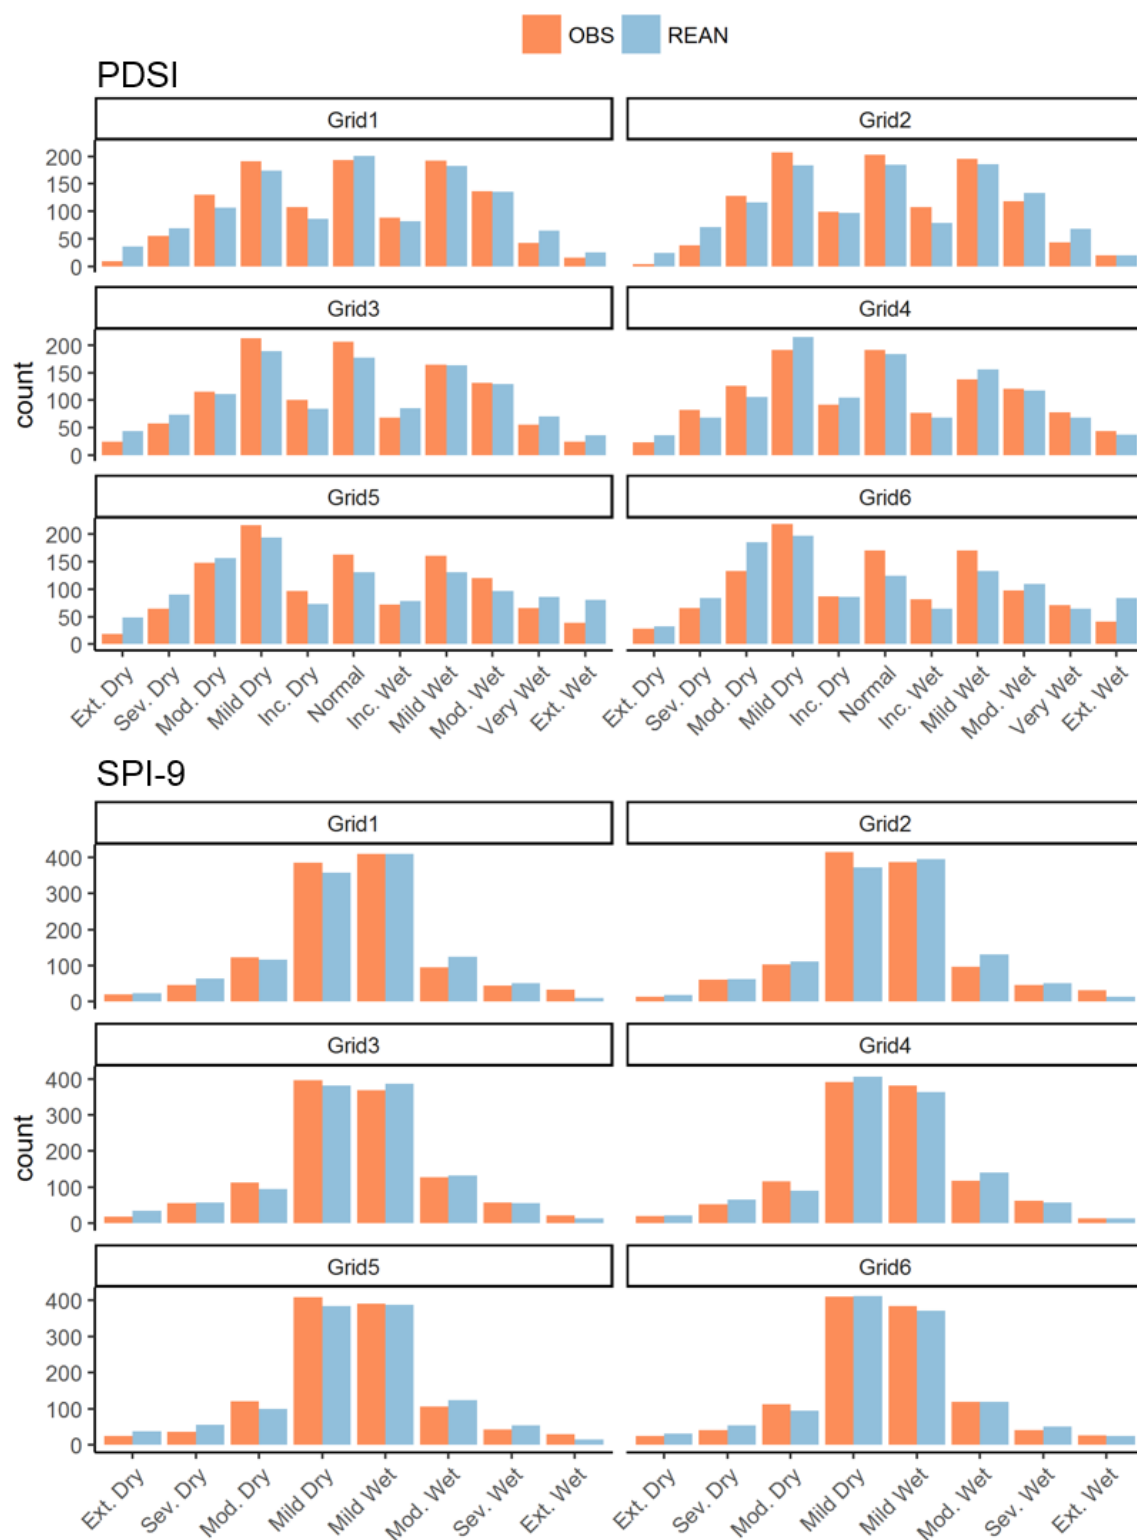 OBS REAN
PDSI
Grid1 Grid2
200
150
100
50
0
Grid3 Grid4
200
150
100
50
0
Grid5 Grid6
200
150
100
50
0
count
Ext. Dry Sev. Dry Mod. Dry Mild Dry Inc. Dry Normal Inc. Wet Mild Wet Mod. Wet Very Wet Ext. Wet Ext. Dry Sev. Dry Mod. Dry Mild Dry Inc. Dry Normal Inc. Wet Mild Wet Mod. Wet Very Wet Ext. Wet
SPI-9
Grid1 Grid2
400
300
200
100
0
Grid3 Grid4
400
300
200
100
0
Grid5 Grid6
400
300
200
100
0
count
Ext. Dry Sev. Dry Mod. Dry Mild Dry Mild Wet Mod. Wet Sev. Wet Ext. Wet Ext. Dry Sev. Dry Mod. Dry Mild Dry Mild Wet Mod. Wet Sev. Wet Ext. Wet